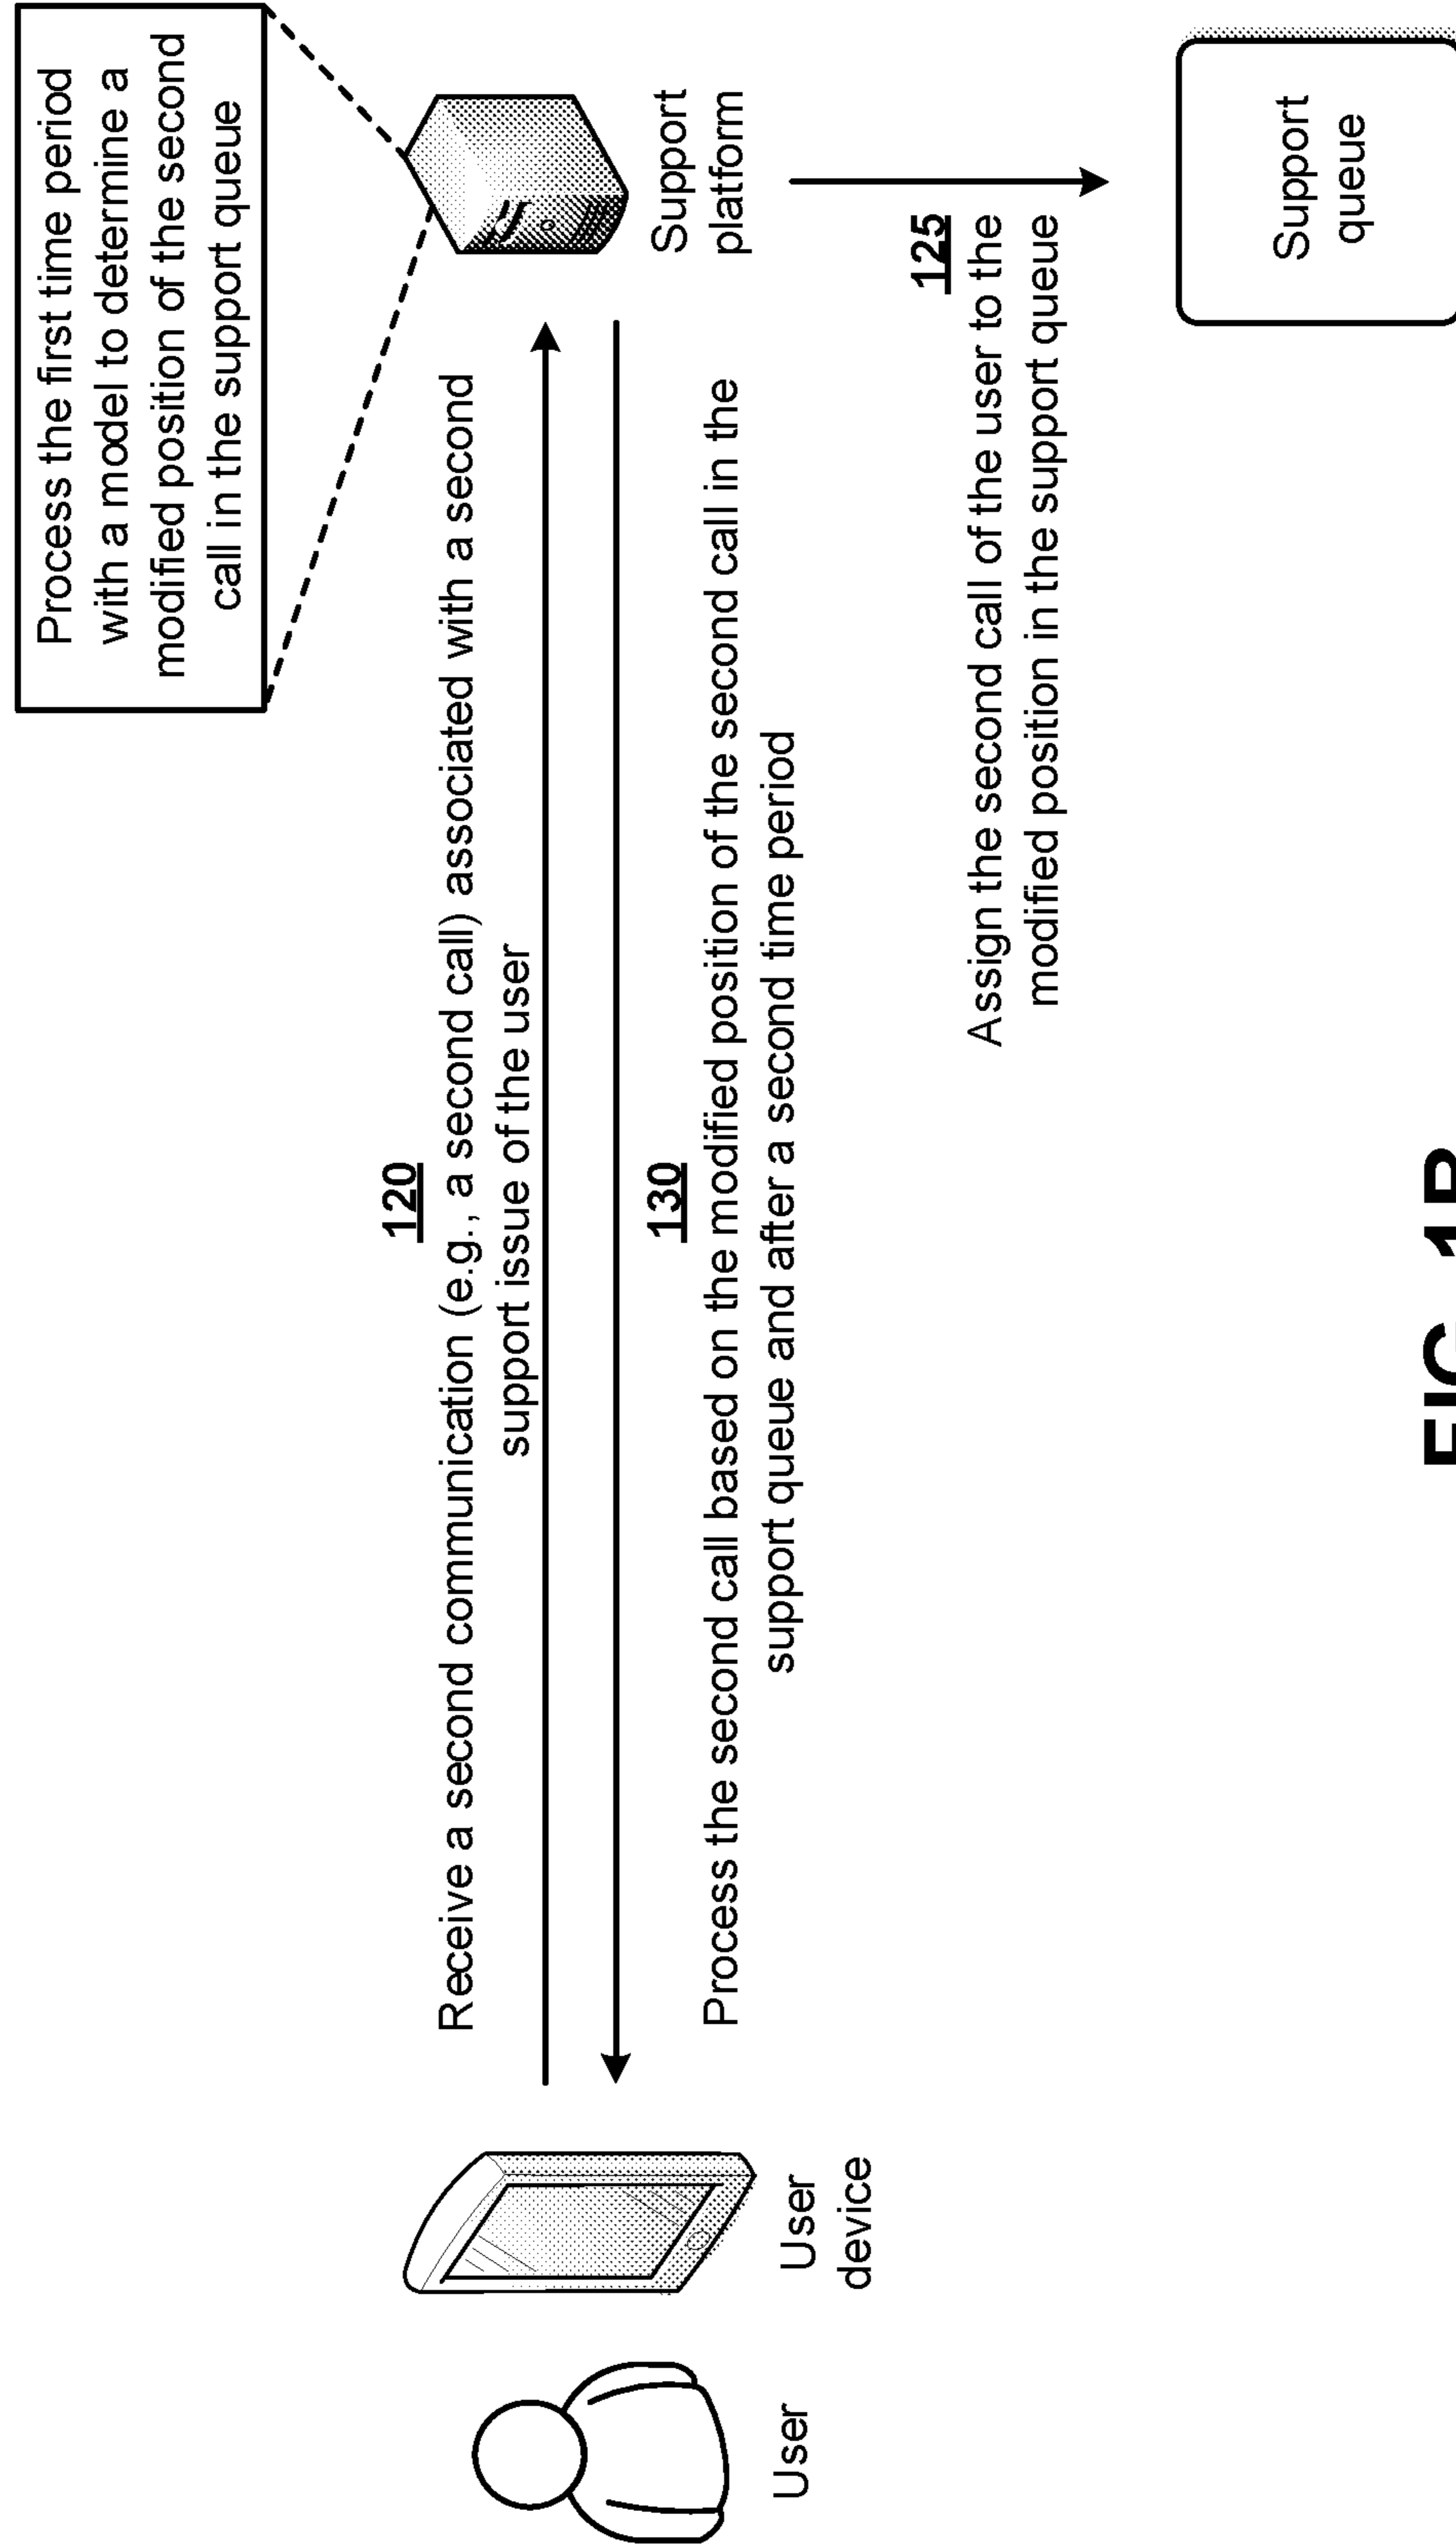 Process the first time period
with a model to determine a
modified position of the second
call in the support queue
120
Receive a second communication (e.g., a second call) associated with a second
support issue of the user
130
Process the second call based on the modified position of the second call in the
support queue and after a second time period
User
User
device
Support
platform
125
Assign the second call of the user to the
modified position in the support queue
Support
queue
FIG. 1B